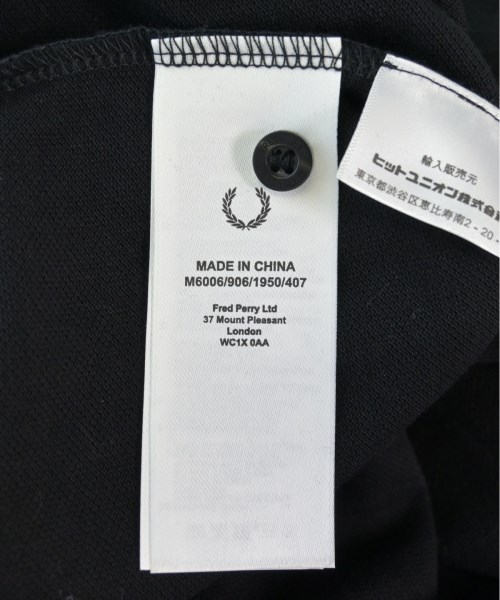 MADE IN CHINA
M6006/906/1950/407
Fred Perry Ltd
37 Mount Pleasant
London
WC1X 0AA
輸入販売元
ヒットユニオン株式会
東京都渋谷区恵比寿南2-20-